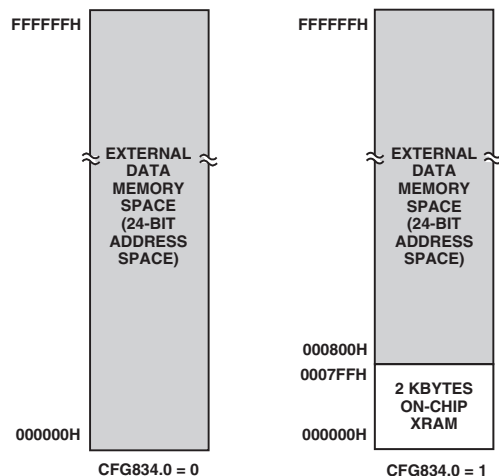 FFFFFFH
EXTERNAL
DATA
MEMORY
SPACE
(24-BIT
ADDRESS
SPACE)
000000H
CFG834.0 = 0
FFFFFFH
EXTERNAL
DATA
MEMORY
SPACE
(24-BIT
ADDRESS
SPACE)
000800H
0007FFH
2 KBYTES
ON-CHIP
XRAM
000000H
CFG834.0 = 1